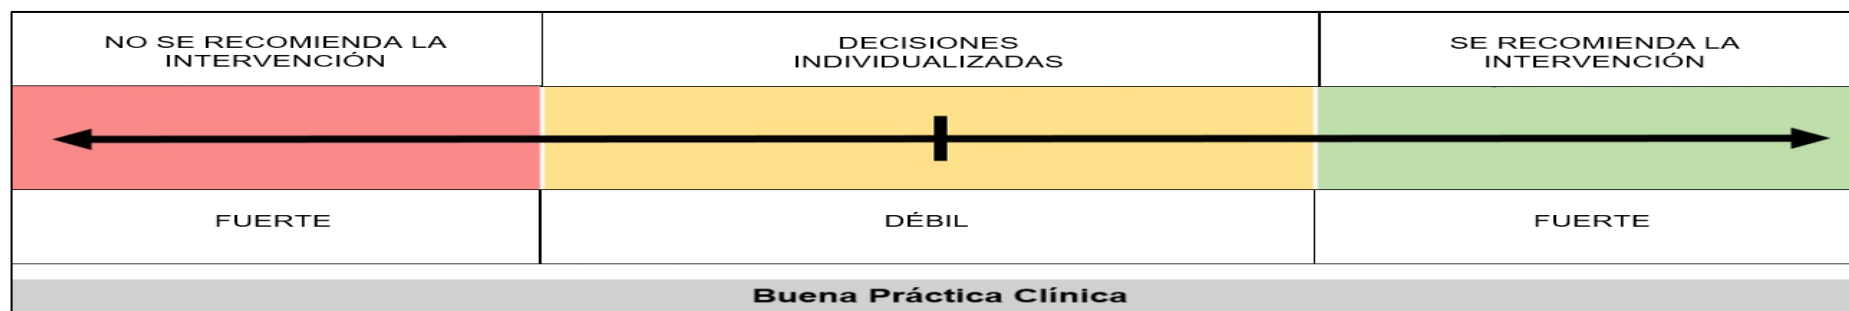 NO SE RECOMIENDA LA
INTERVENCIÓN
DECISIONES
INDIVIDUALIZADAS
SE RECOMIENDA LA
INTERVENCIÓN
FUERTE
DÉBIL
FUERTE
Buena Práctica Clínica